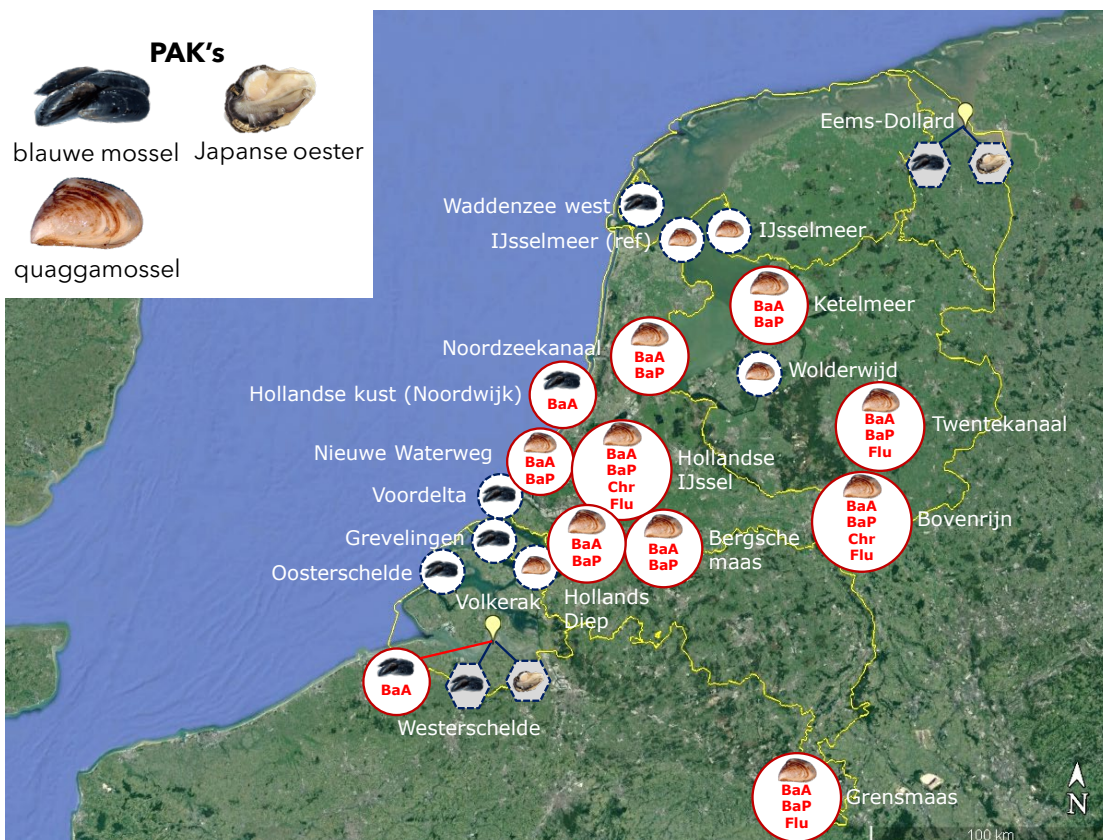 PAK's
blauwe mossel
Japanse oester
quaggamossel
Eems-Dollard
Waddenzee west
IJsselmeer (ref)
IJsselmeer
BaA
BaP
Ketelmeer
Noordzeekanaal
BaA
BaP
Wolderwijd
Hollandse kust (Noordwijk)
BaA
BaA
BaP
Flu
Twentekanaal
Nieuwe Waterweg
BaA
BaP
BaA
BaP
Chr
Flu
Hollandse
IJssel
Voordelta
BaA
BaP
Chr
Flu
Bovenrijn
Grevelingen
BaA
BaP
BaA
BaP
Bergsche
maas
Oosterschelde
Volkerak
Hollands
Diep
BaA
Westerschelde
BaA
BaP
Flu
Grensmaas
N
100 km